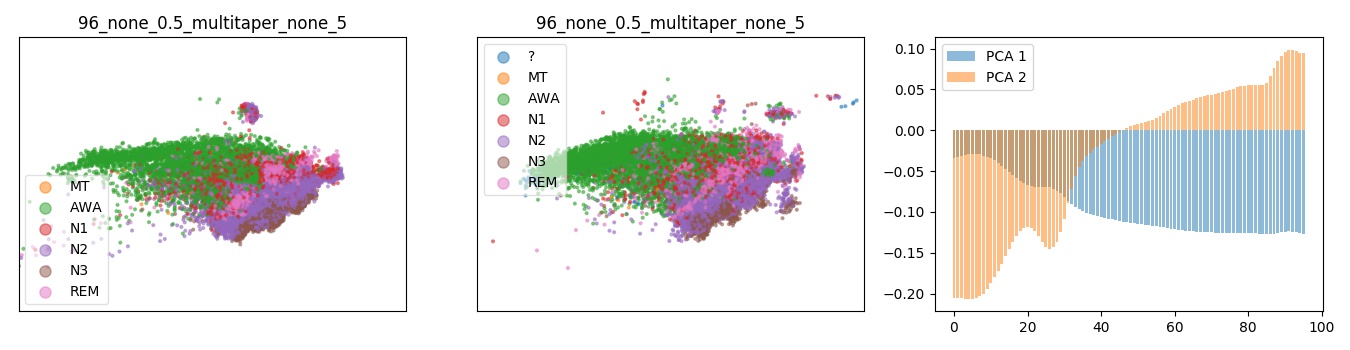 96_none_0.5_multitaper_none_5
MT
AWA
N1
N2
N3
REM
96_none_0.5_multitaper_none_5
?
MT
AWA
N1
N2
N3
REM
PCA 1
PCA 2
0.10
0.05
0.00
−0.05
−0.10
−0.15
−0.20
0 20 40 60 80 100